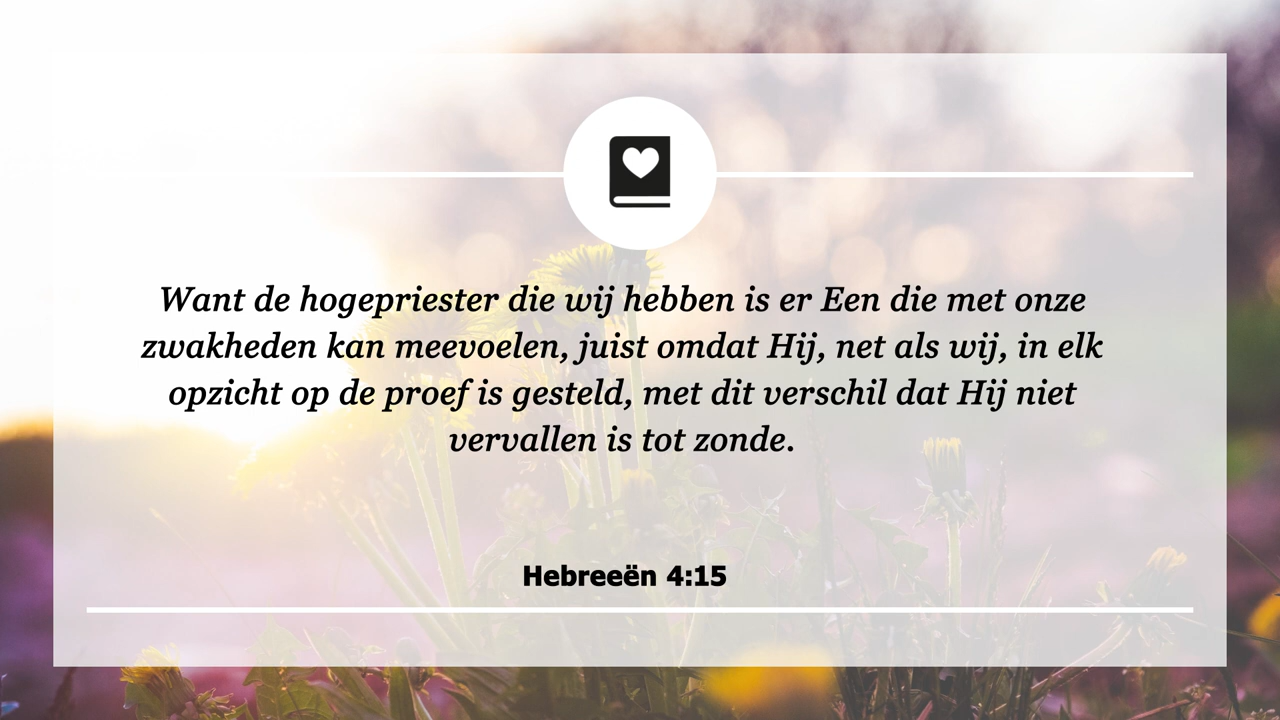 Want de hogepriester die wij hebben is er Een die met onze
zwakheden kan meevoelen, juist omdat Hij, net als wij, in elk
opzicht op de proef is gesteld, met dit verschil dat Hij niet
vervallen is tot zonde.
Hebreeën 4:15